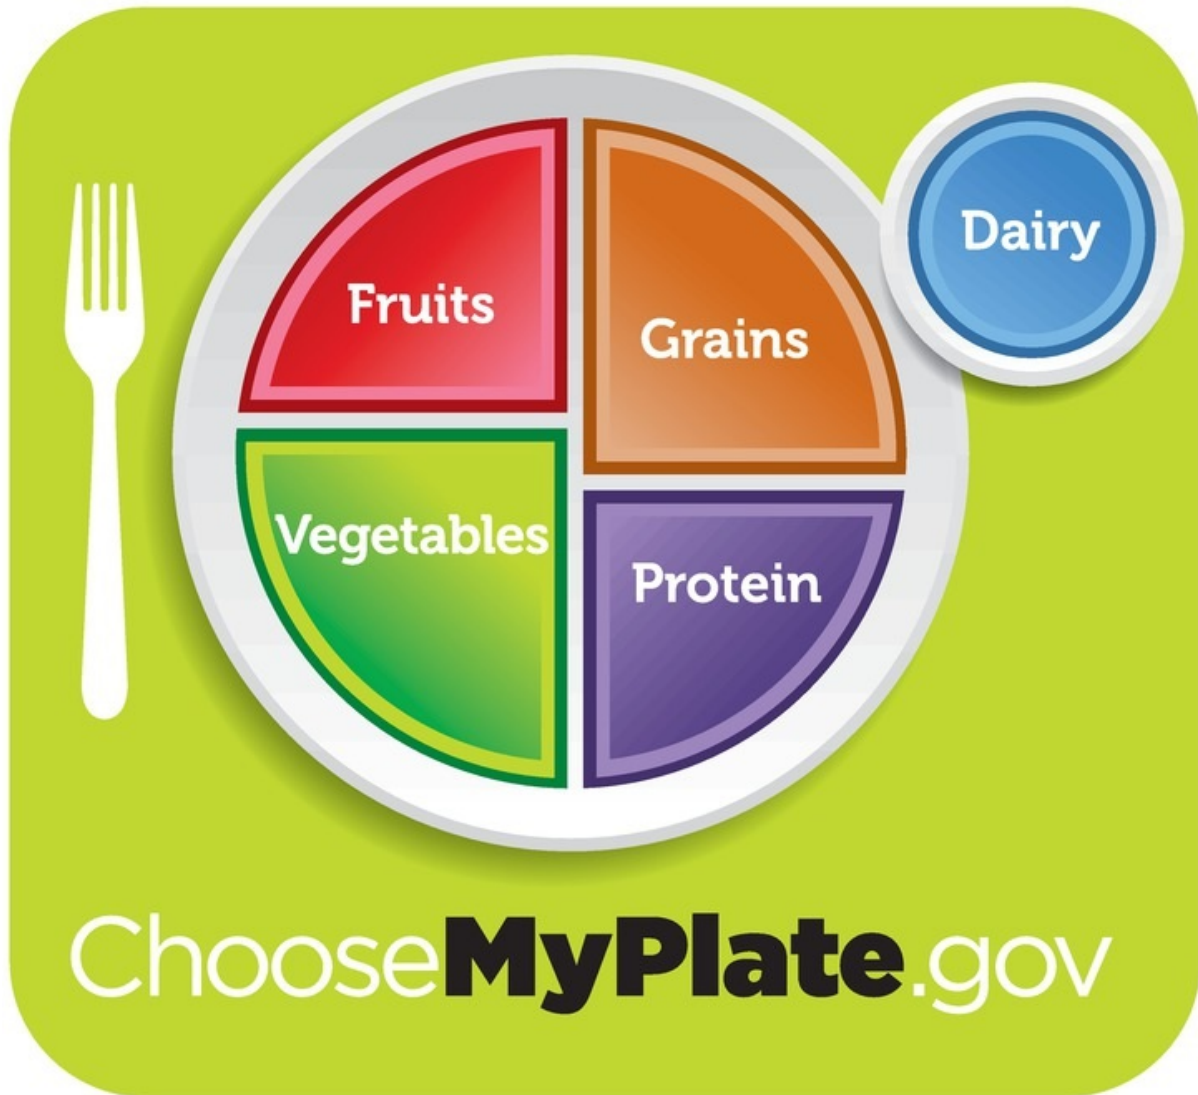 Fruits
Grains
Dairy
Vegetables
Protein
ChooseMyPlate.gov